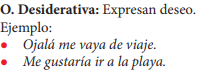 O. Desiderativa: Expresan deseo.
Ejemplo:
● Ojalá me vaya de viaje.
● Me gustaría ir a la playa.